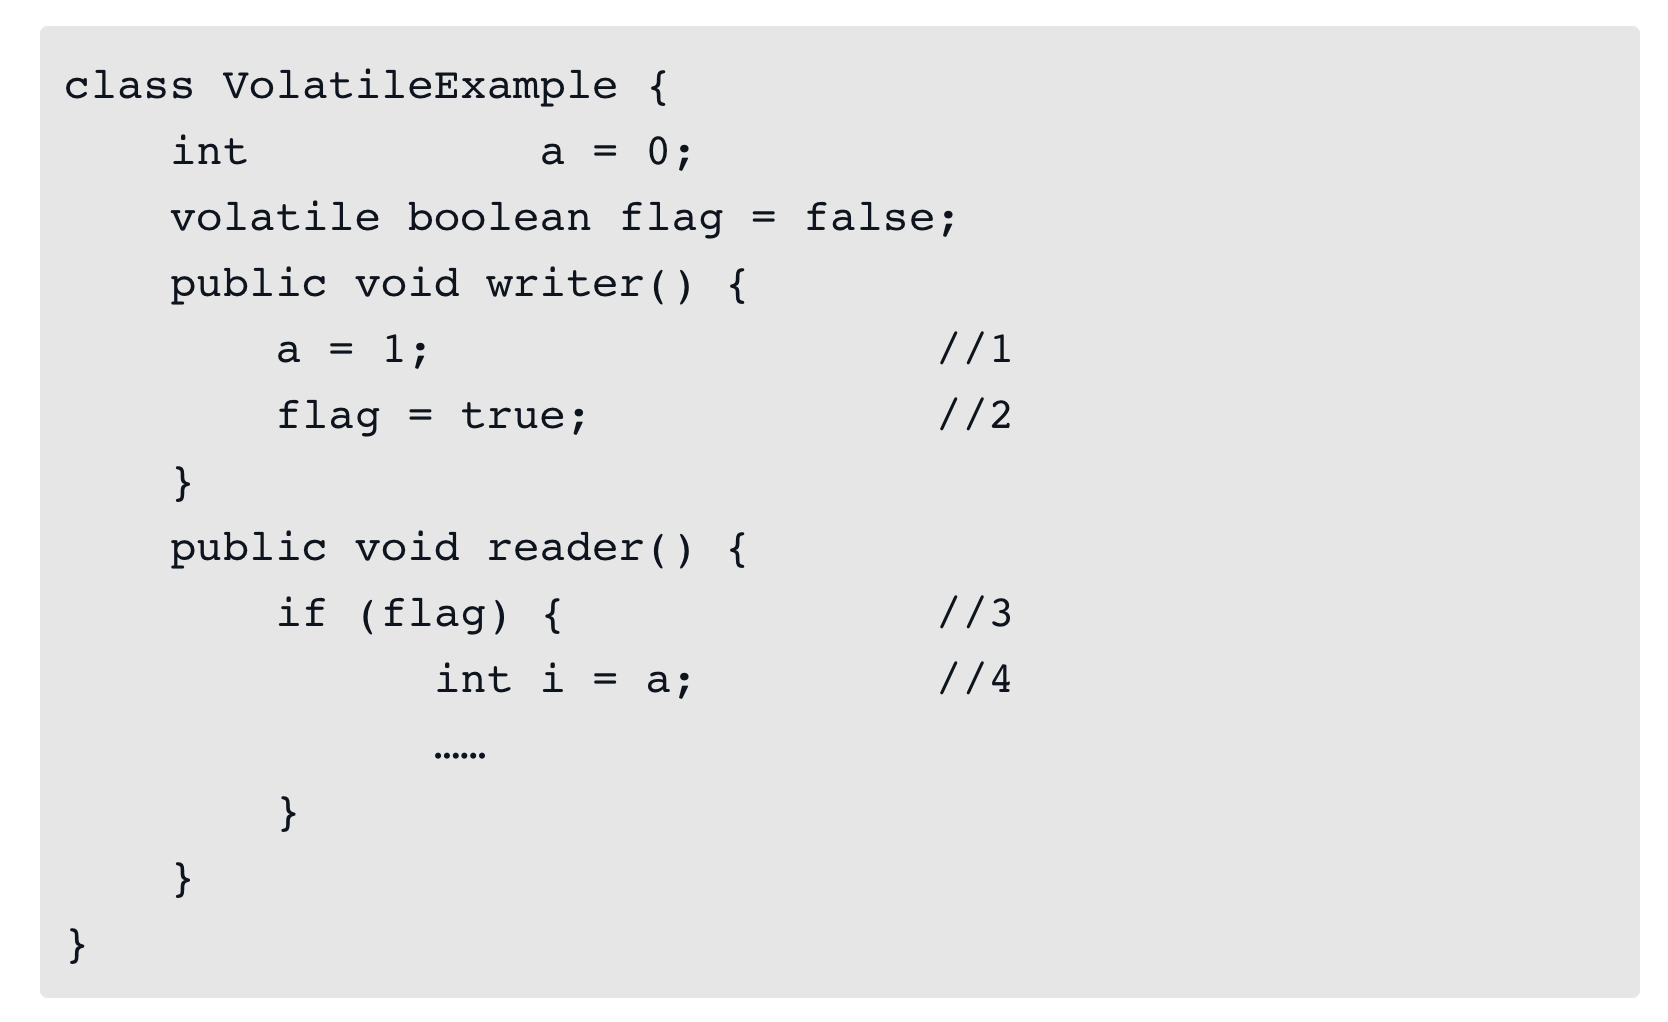 class VolatileExample {
    int           a = 0;
    volatile boolean flag = false;
    public void writer() {
        a = 1;                   //1
        flag = true;             //2
    }
    public void reader() {
        if (flag) {              //3
              int i = a;         //4
              ……
        }
    }
}